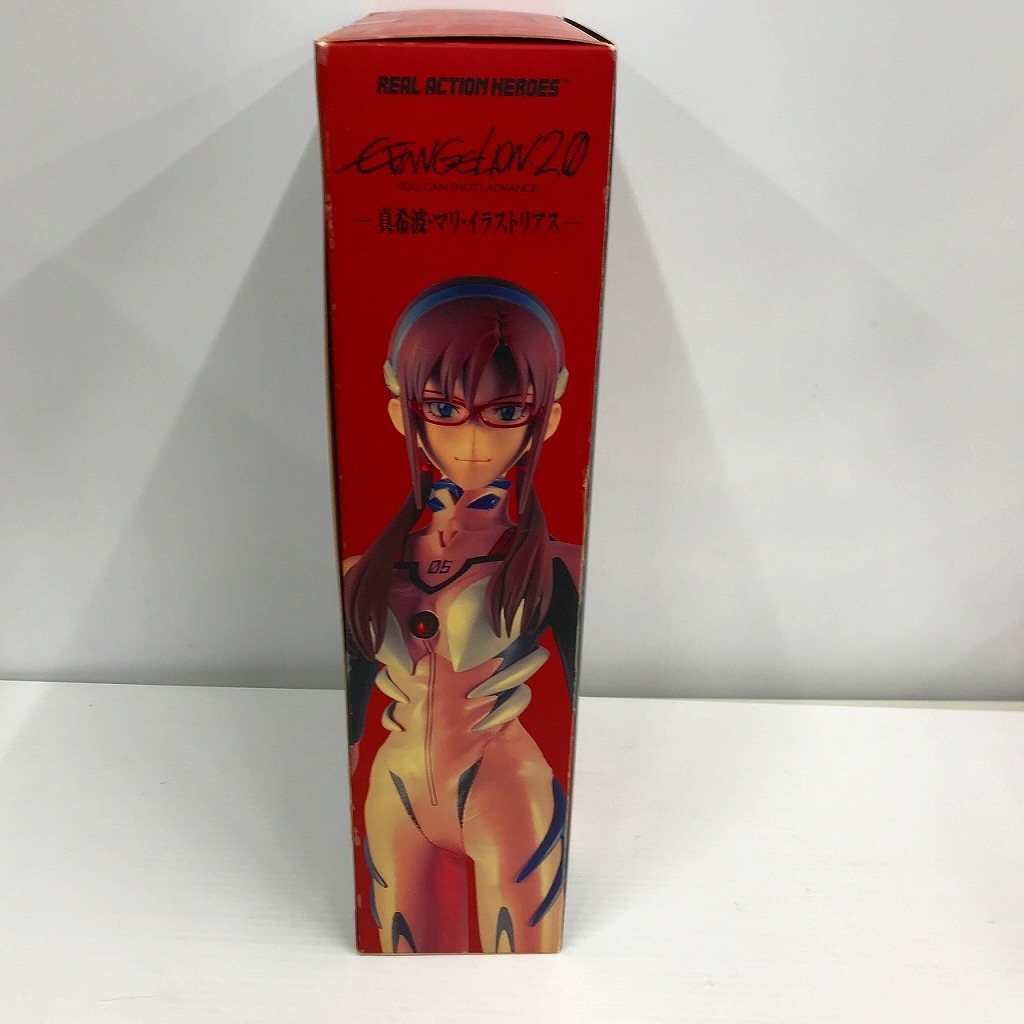 REAL ACTION HEROES™
EVANGELION 2.0
YOU CAN (NOT) ADVANCE
—真希波・マリ・イラストリアス—
05